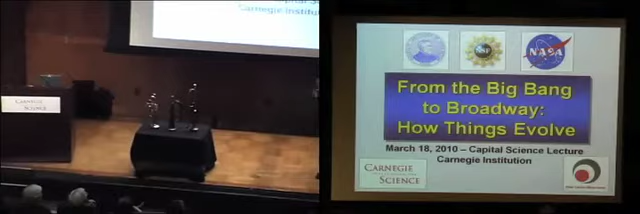 Carnegie Institution
CARNEGIE
SCIENCE
NSF
NASA
From the Big Bang
to Broadway:
How Things Evolve
March 18, 2010 – Capital Science Lecture
Carnegie Institution
CARNEGIE
SCIENCE